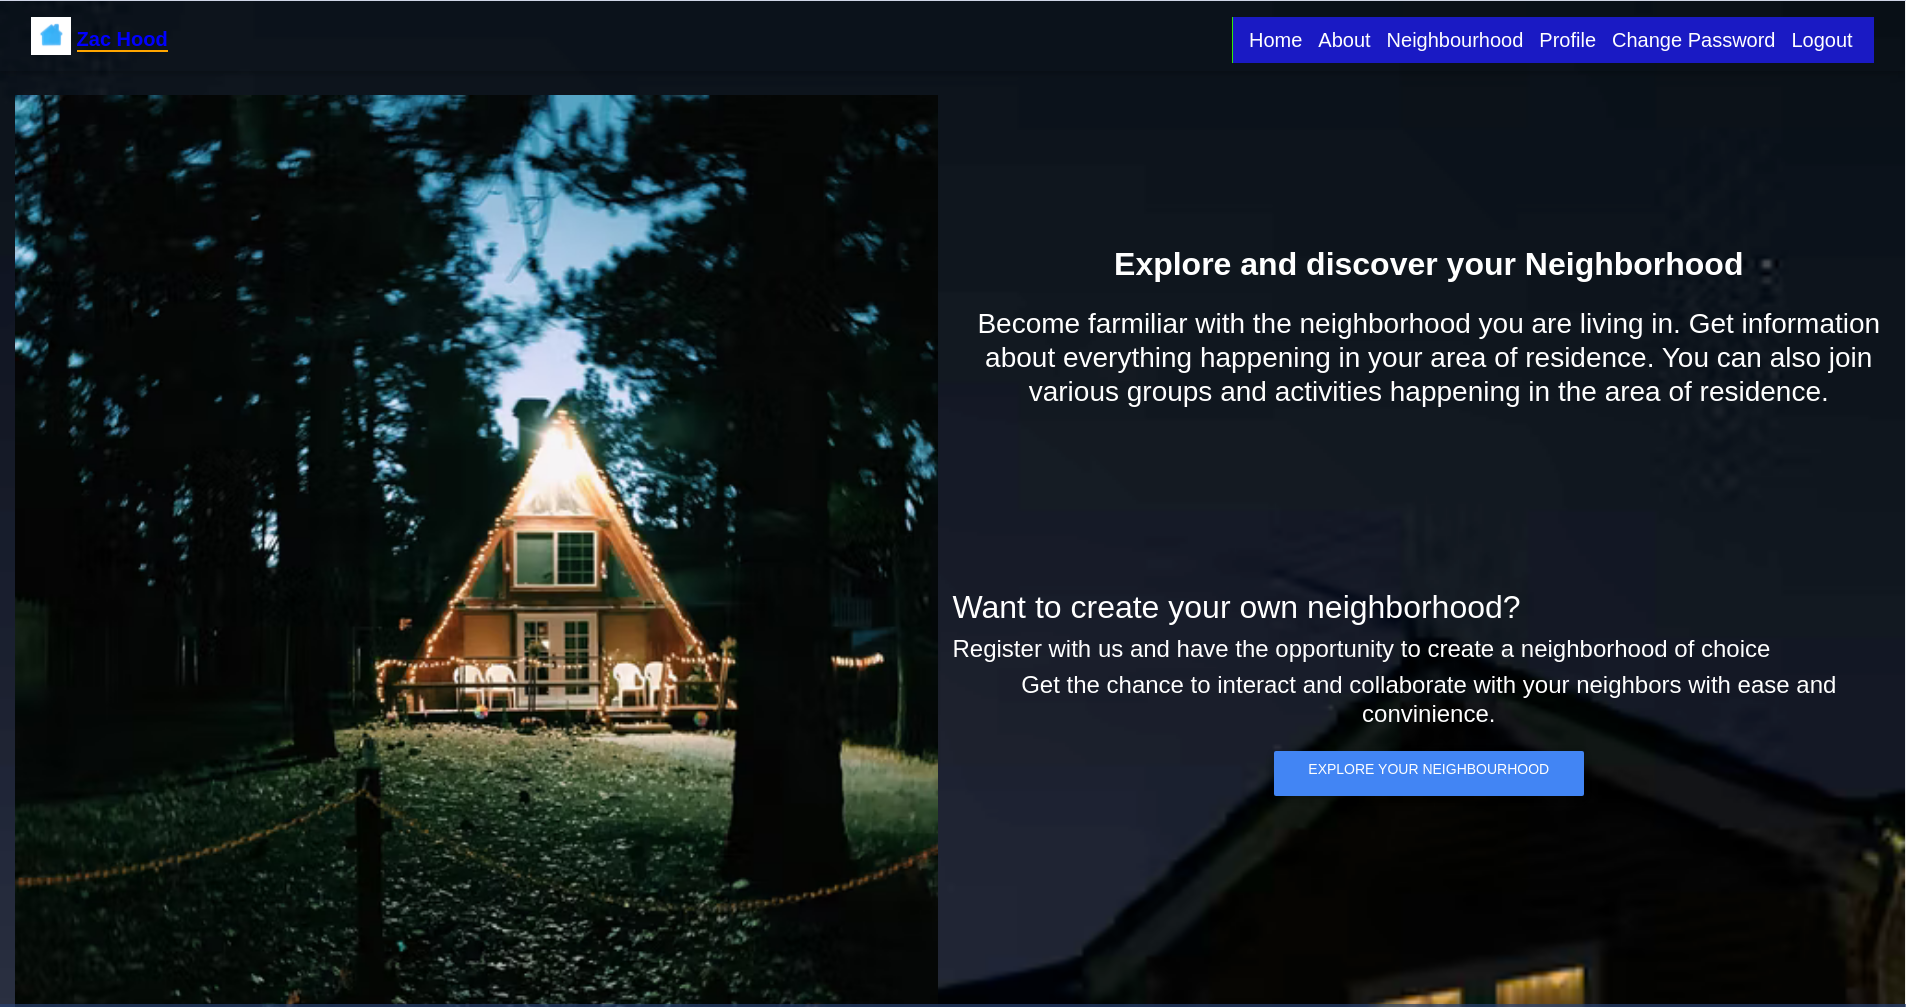 Zac Hood
Home About Neighbourhood Profile Change Password Logout
Explore and discover your Neighborhood
Become farmiliar with the neighborhood you are living in. Get information
about everything happening in your area of residence. You can also join
various groups and activities happening in the area of residence.
Want to create your own neighborhood?
Register with us and have the opportunity to create a neighborhood of choice
Get the chance to interact and collaborate with your neighbors with ease and
convinience.
EXPLORE YOUR NEIGHBOURHOOD